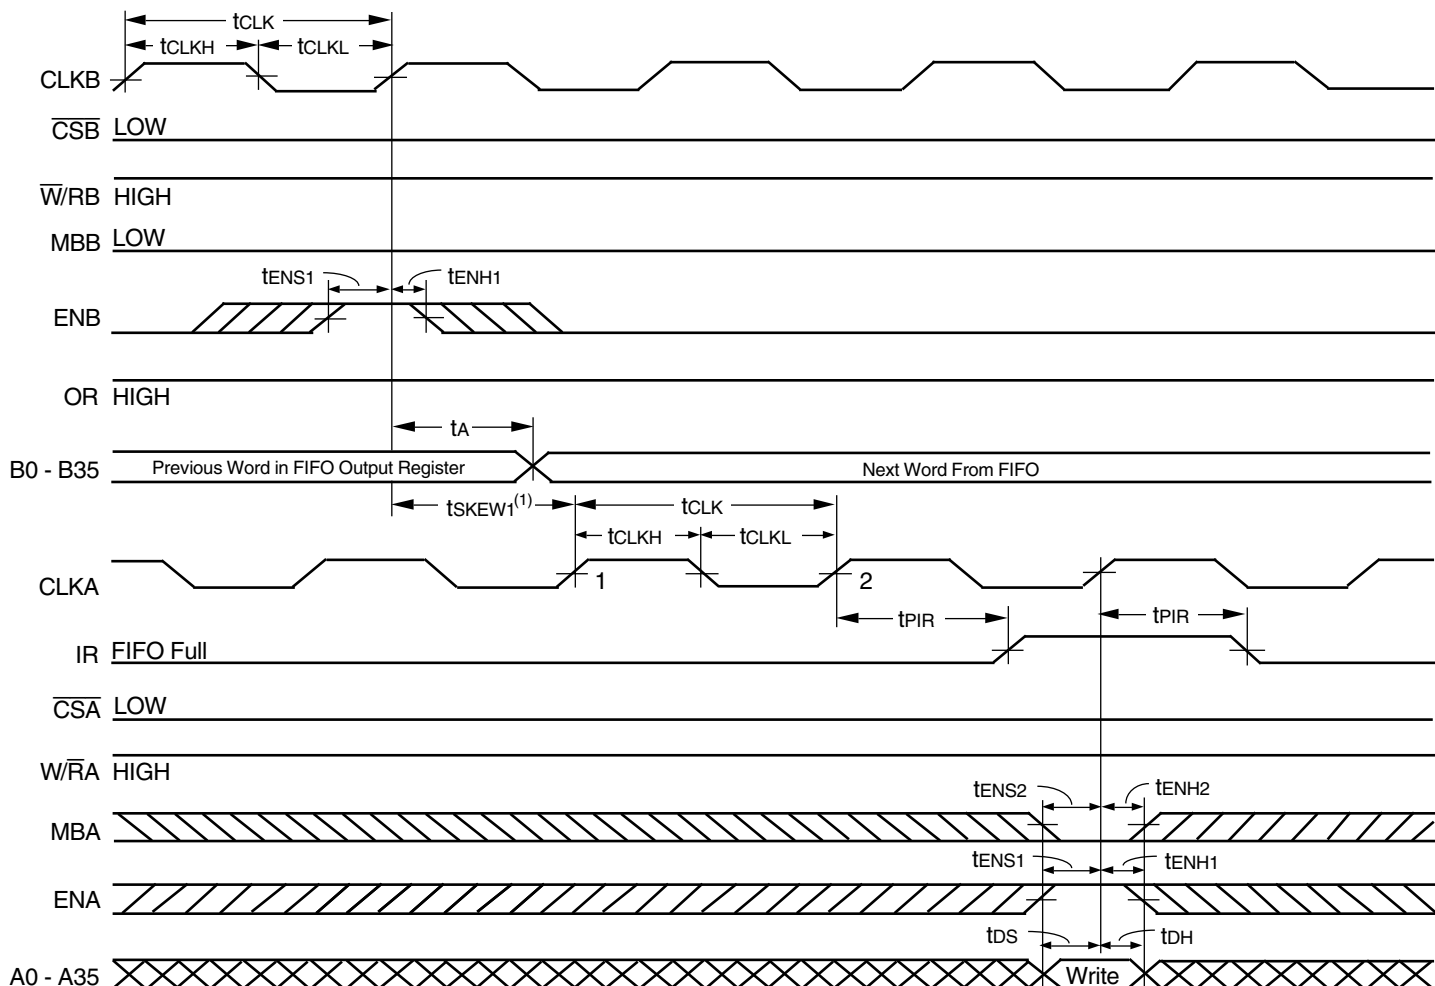 tCLK
tCLKH tCLKL
CLKB
CSB LOW
W/RB HIGH
MBB LOW
tENS1 tENH1
ENB
OR HIGH
tA
B0 - B35 Previous Word in FIFO Output Register Next Word From FIFO
tSKEW1(1) tCLK
tCLKH tCLKL
CLKA 1 2
tPIR tPIR
IR FIFO Full
CSA LOW
W/RA HIGH
tENS2 tENH2
MBA
tENS1 tENH1
ENA
tDS tDH
A0 - A35 Write